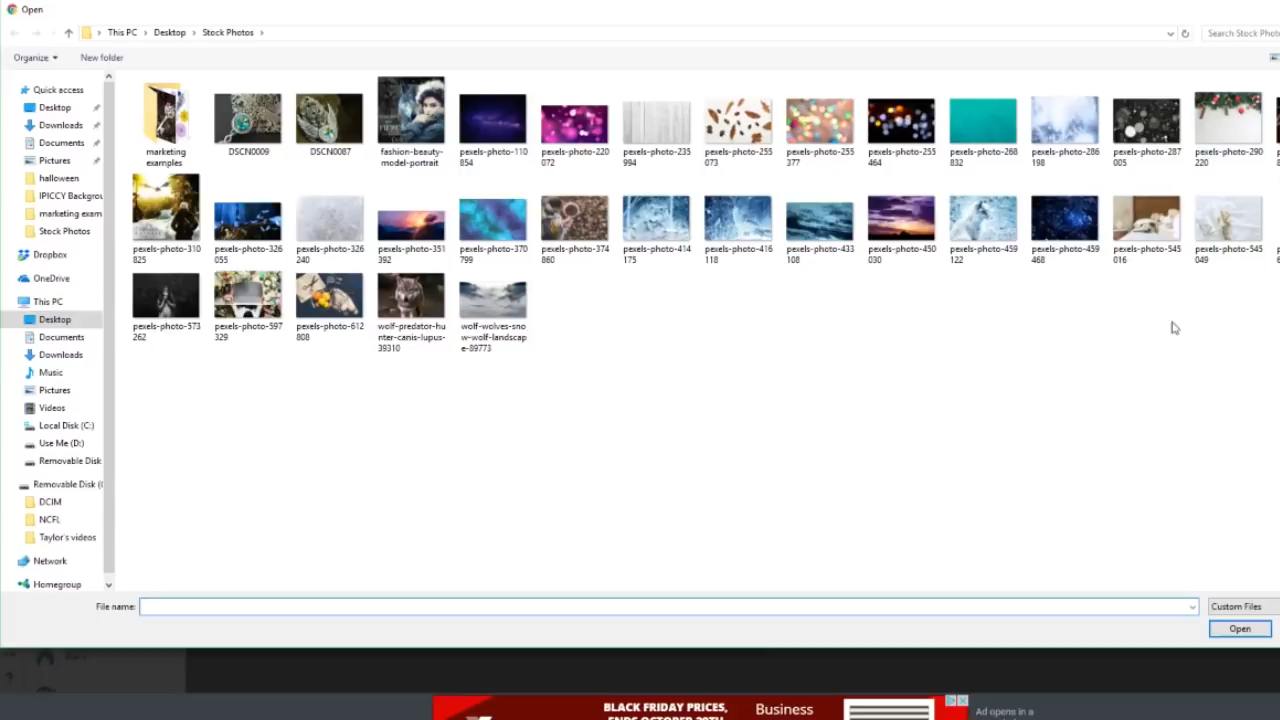 Open
This PC > Desktop > Stock Photos >
Search Stock Photo
Organize
New folder
Quick access
Desktop
Downloads
Documents
Pictures
halloween
IPICCY Backgrou
marketing exam
Stock Photos
Dropbox
OneDrive
This PC
Desktop
Documents
Downloads
Music
Pictures
Videos
Local Disk (C:)
Use Me (D:)
Removable Disk
Removable Disk (
DCIM
NCFL
Taylor's videos
Network
Homegroup
marketing
examples
DSCN0009
DSCN0087
fashion-beauty-
model-portrait
pexels-photo-110
854
pexels-photo-220
072
pexels-photo-235
994
pexels-photo-255
073
pexels-photo-255
377
pexels-photo-255
464
pexels-photo-268
832
pexels-photo-286
198
pexels-photo-287
005
pexels-photo-290
220
pexels-photo-310
825
pexels-photo-326
055
pexels-photo-326
240
pexels-photo-351
392
pexels-photo-370
799
pexels-photo-374
860
pexels-photo-414
175
pexels-photo-416
118
pexels-photo-433
108
pexels-photo-450
030
pexels-photo-459
122
pexels-photo-459
468
pexels-photo-545
016
pexels-photo-545
049
pexels-photo-573
262
pexels-photo-597
329
pexels-photo-612
808
wolf-predator-hu
nter-canis-lupus-
39310
wolf-wolves-sno
w-wolf-landscap
e-89773
File name:
Custom Files
Open
BLACK FRIDAY PRICES,
ENDS OCTOBER 29TH
Business
Ad opens in a